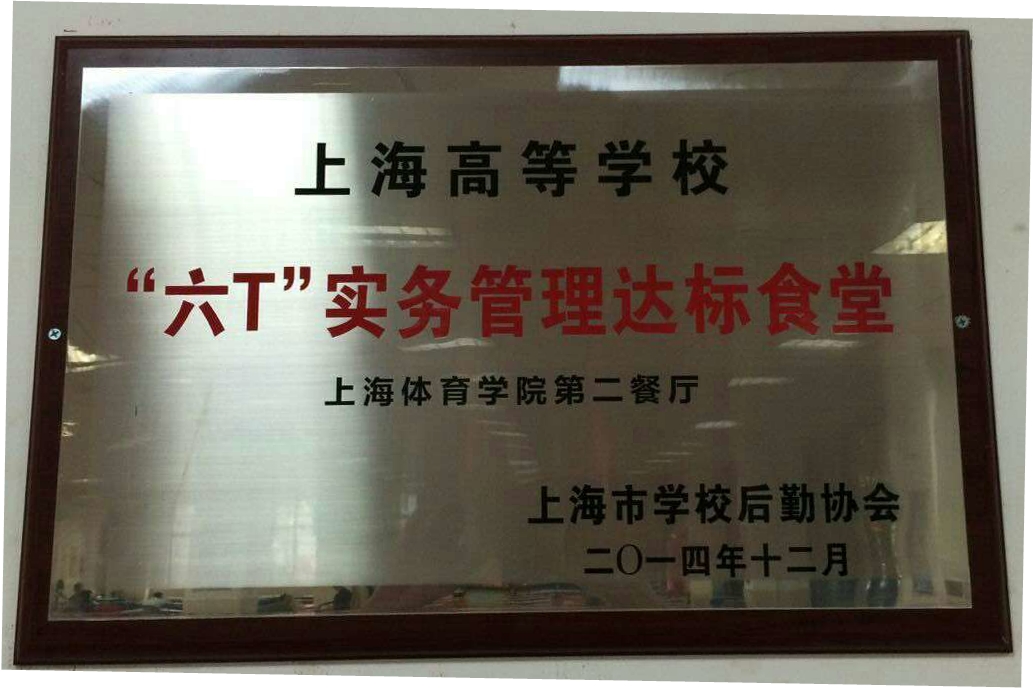 上海高等学校
“六T”实务管理达标食堂
上海体育学院第二餐厅
上海市学校后勤协会
二〇一四年十二月